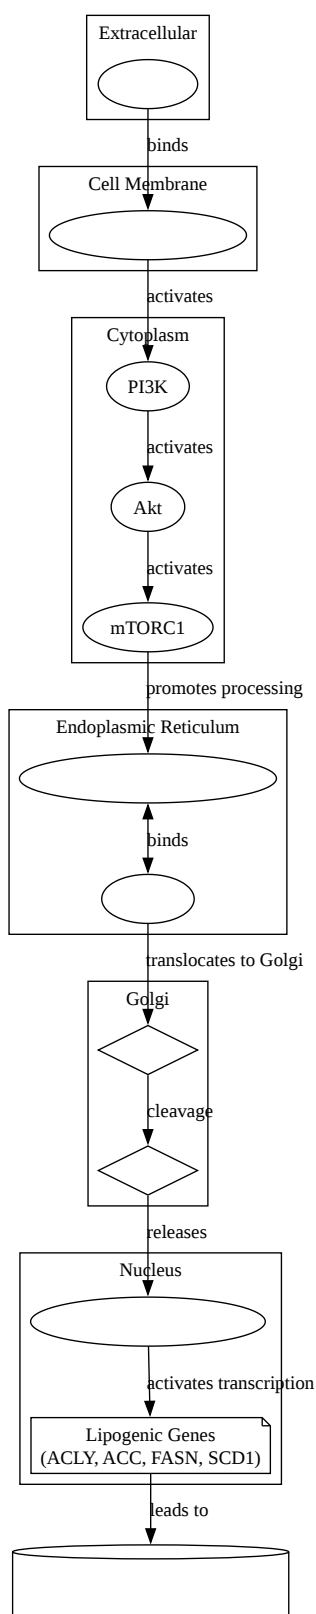 Extracellular
binds
Cell Membrane
activates
Cytoplasm
PI3K
activates
Akt
activates
mTORC1
promotes processing
Endoplasmic Reticulum
binds
translocates to Golgi
Golgi
cleavage
releases
Nucleus
activates transcription
Lipogenic Genes
(ACLY, ACC, FASN, SCD1)
leads to